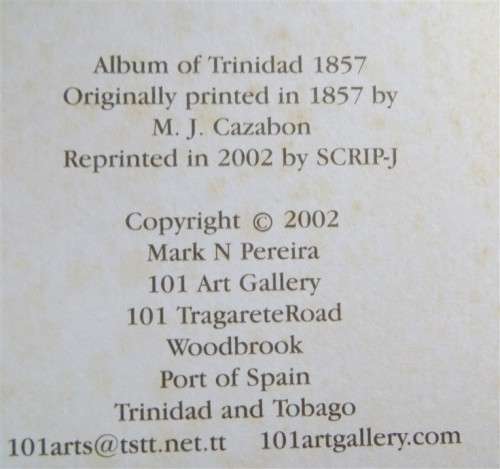 Album of Trinidad 1857
Originally printed in 1857 by
M. J. Cazabon
Reprinted in 2002 by SCRIP-J
Copyright © 2002
Mark N Pereira
101 Art Gallery
101 TragareteRoad
Woodbrook
Port of Spain
Trinidad and Tobago
101arts@tstt.net.tt 101artgallery.com